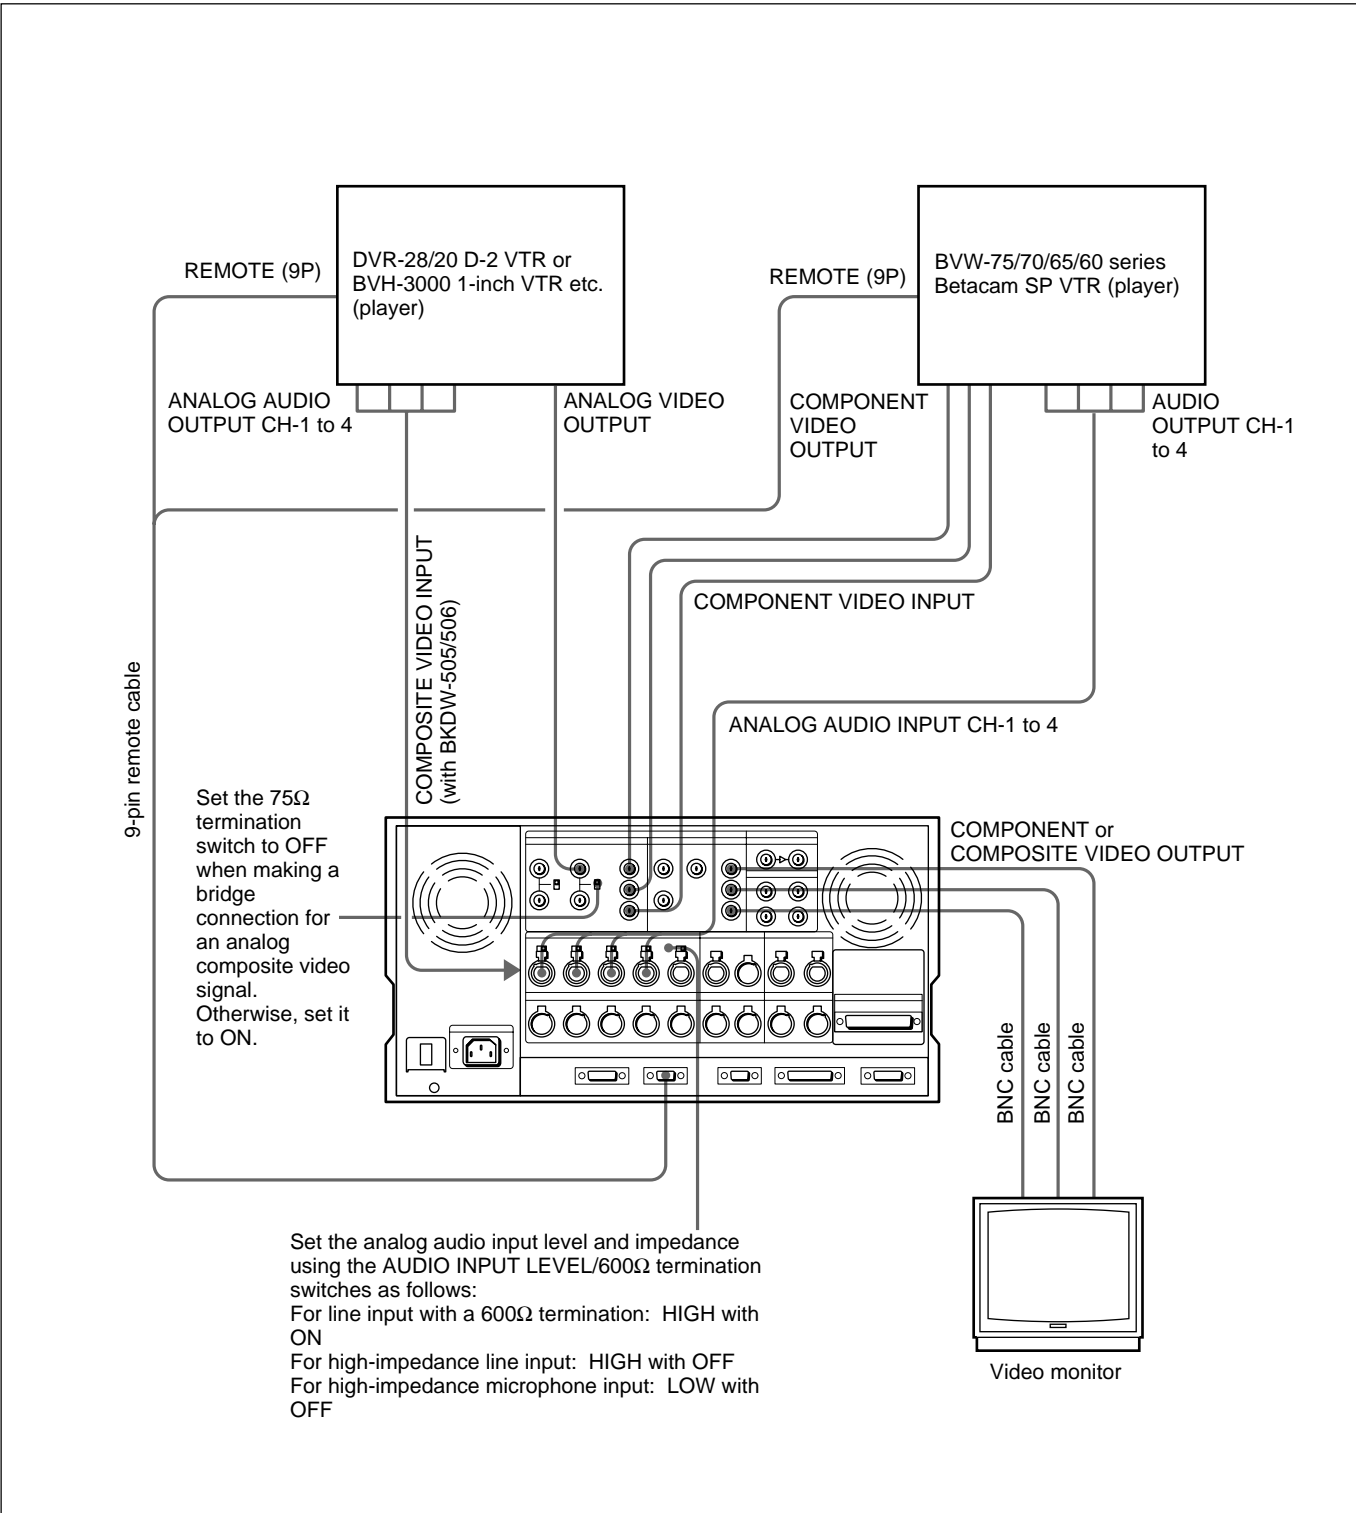 DVR-28/20 D-2 VTR or
BVH-3000 1-inch VTR etc.
(player)
BVW-75/70/65/60 series
Betacam SP VTR (player)
REMOTE (9P)
REMOTE (9P)
ANALOG AUDIO
OUTPUT CH-1 to 4
ANALOG VIDEO
OUTPUT
COMPONENT
VIDEO
OUTPUT
AUDIO
OUTPUT CH-1
to 4
COMPOSITE VIDEO INPUT
(with BKDW-505/506)
COMPONENT VIDEO INPUT
9-pin remote cable
ANALOG AUDIO INPUT CH-1 to 4
Set the 75Ω
termination
switch to OFF
when making a
bridge
connection for
an analog
composite video
signal.
Otherwise, set it
to ON.
COMPONENT or
COMPOSITE VIDEO OUTPUT
BNC cable
BNC cable
BNC cable
Set the analog audio input level and impedance
using the AUDIO INPUT LEVEL/600Ω termination
switches as follows:
For line input with a 600Ω termination:  HIGH with
ON
For high-impedance line input:  HIGH with OFF
For high-impedance microphone input:  LOW with
OFF
Video monitor